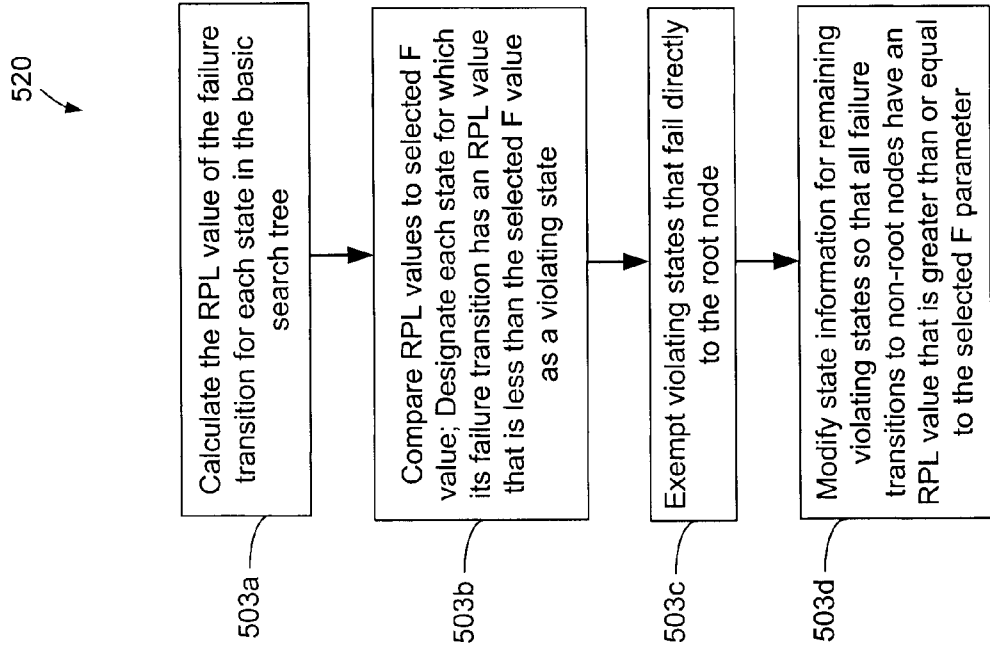 520
503a
Calculate the RPL value of the failure
transition for each state in the basic
search tree
503b
Compare RPL values to selected F
value; Designate each state for which
its failure transition has an RPL value
that is less than the selected F value
as a violating state
503c
Exempt violating states that fail directly
to the root node
503d
Modify state information for remaining
violating states so that all failure
transitions to non-root nodes have an
RPL value that is greater than or equal
to the selected F parameter